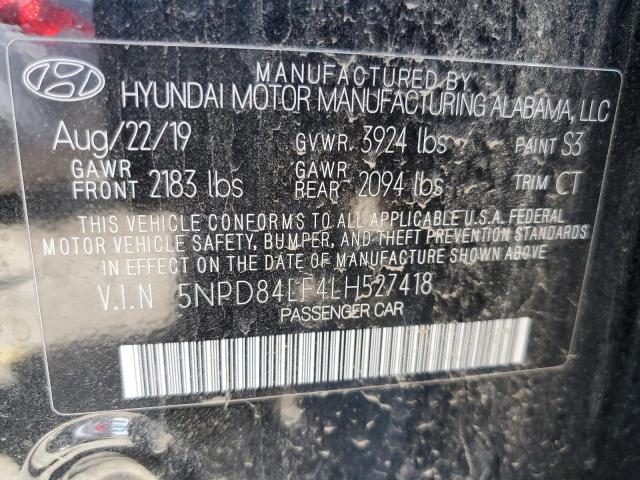 MANUFACTURED BY
HYUNDAI MOTOR MANUFACTURING ALABAMA, LLC
Aug/22/19 GVWR 3924 lbs PAINT S3
GAWR FRONT 2183 lbs GAWR REAR 2094 lbs TRIM CT
THIS VEHICLE CONFORMS TO ALL APPLICABLE U.S.A. FEDERAL
MOTOR VEHICLE SAFETY, BUMPER, AND THEFT PREVENTION STANDARDS
IN EFFECT ON THE DATE OF MANUFACTURE SHOWN ABOVE.
V.I.N 5NPD84LF4LH527418
PASSENGER CAR